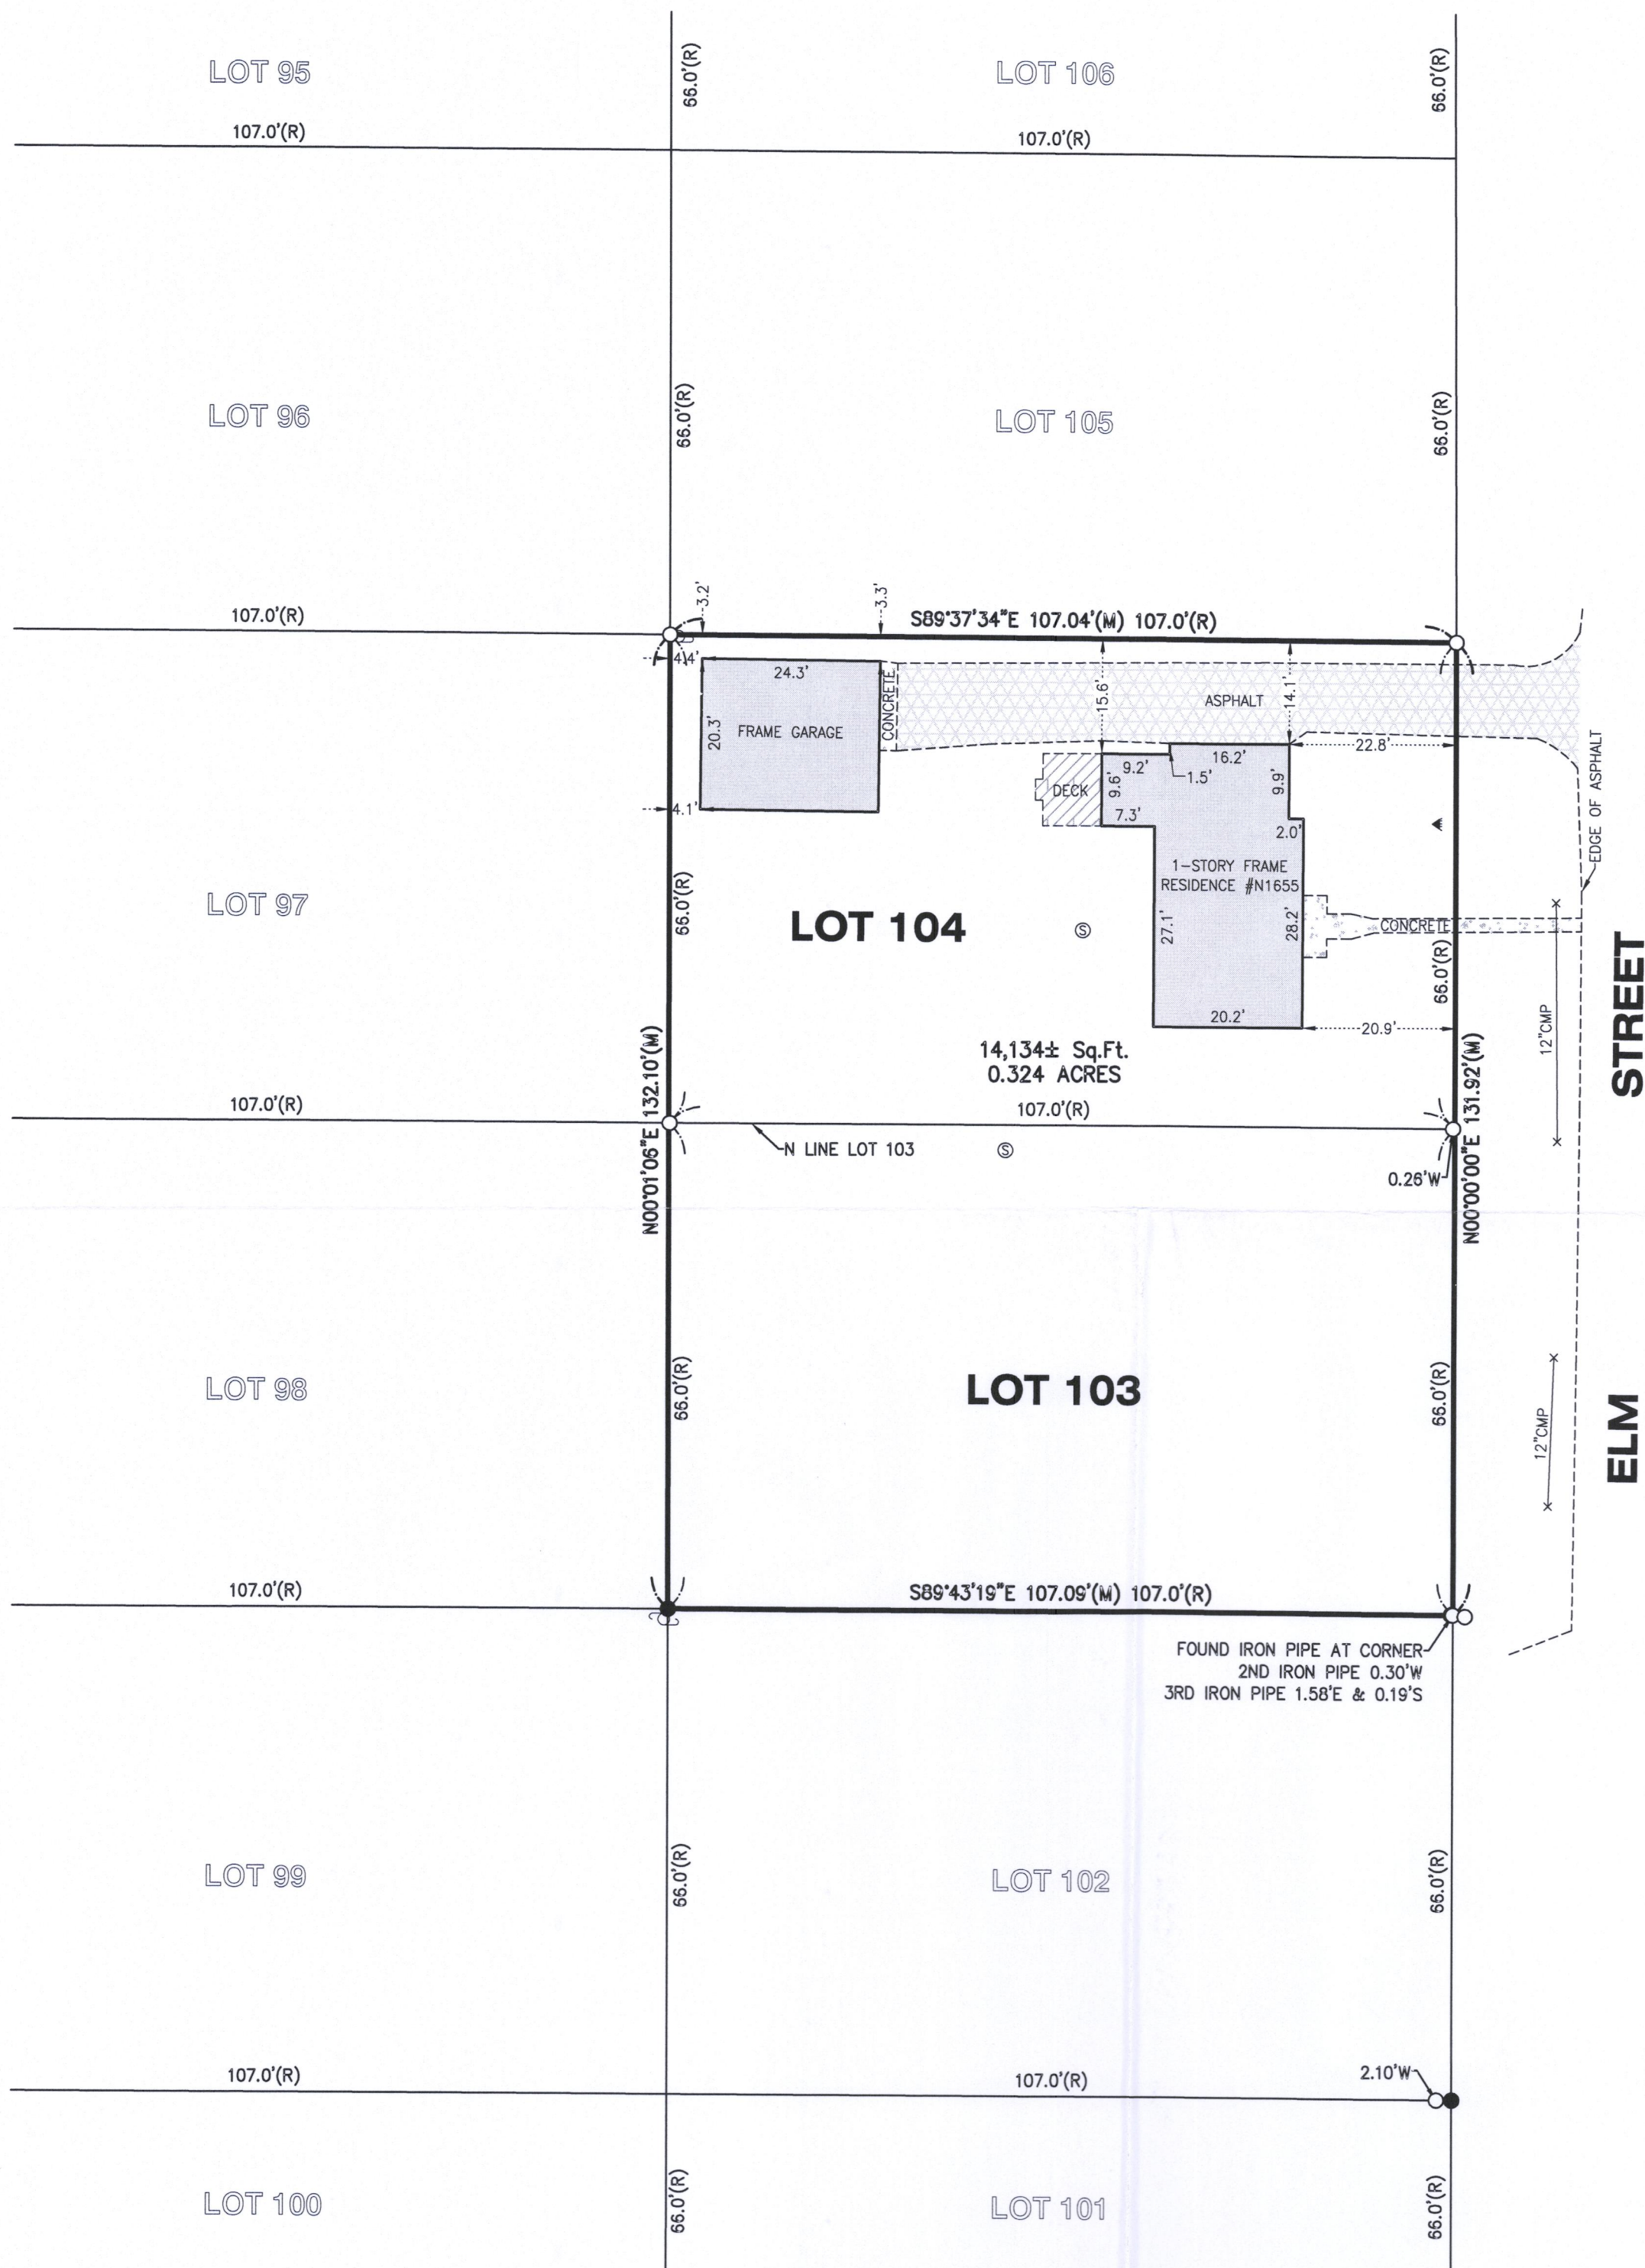 LOT 95
LOT 106
66.0'(R)
66.0'(R)
107.0'(R)
107.0'(R)
LOT 96
LOT 105
66.0'(R)
66.0'(R)
107.0'(R)
3.2'
3.3'
S89°37'34"E 107.04'(M) 107.0'(R)
4.4'
24.3'
20.3'
FRAME GARAGE
CONCRETE
15.6'
ASPHALT
14.1'
22.8'
16.2'
9.2'
1.5'
DECK
9.6'
9.9'
7.3'
2.0'
4.1'
EDGE OF ASPHALT
1-STORY FRAME
RESIDENCE #N1655
LOT 97
66.0'(R)
LOT 104
Ⓢ
27.1'
28.2'
CONCRETE
66.0'(R)
20.2'
20.9'
12"CMP
STREET
14,134± Sq.Ft.
0.324 ACRES
107.0'(R)
107.0'(R)
N LINE LOT 103
Ⓢ
0.26'W
N00°01'06"E 132.10'(M)
N00°00'00"E 131.92'(M)
LOT 98
66.0'(R)
LOT 103
66.0'(R)
12"CMP
ELM
107.0'(R)
S89°43'19"E 107.09'(M) 107.0'(R)
FOUND IRON PIPE AT CORNER
2ND IRON PIPE 0.30'W
3RD IRON PIPE 1.58'E & 0.19'S
LOT 99
66.0'(R)
LOT 102
66.0'(R)
107.0'(R)
107.0'(R)
2.10'W
LOT 100
66.0'(R)
LOT 101
66.0'(R)